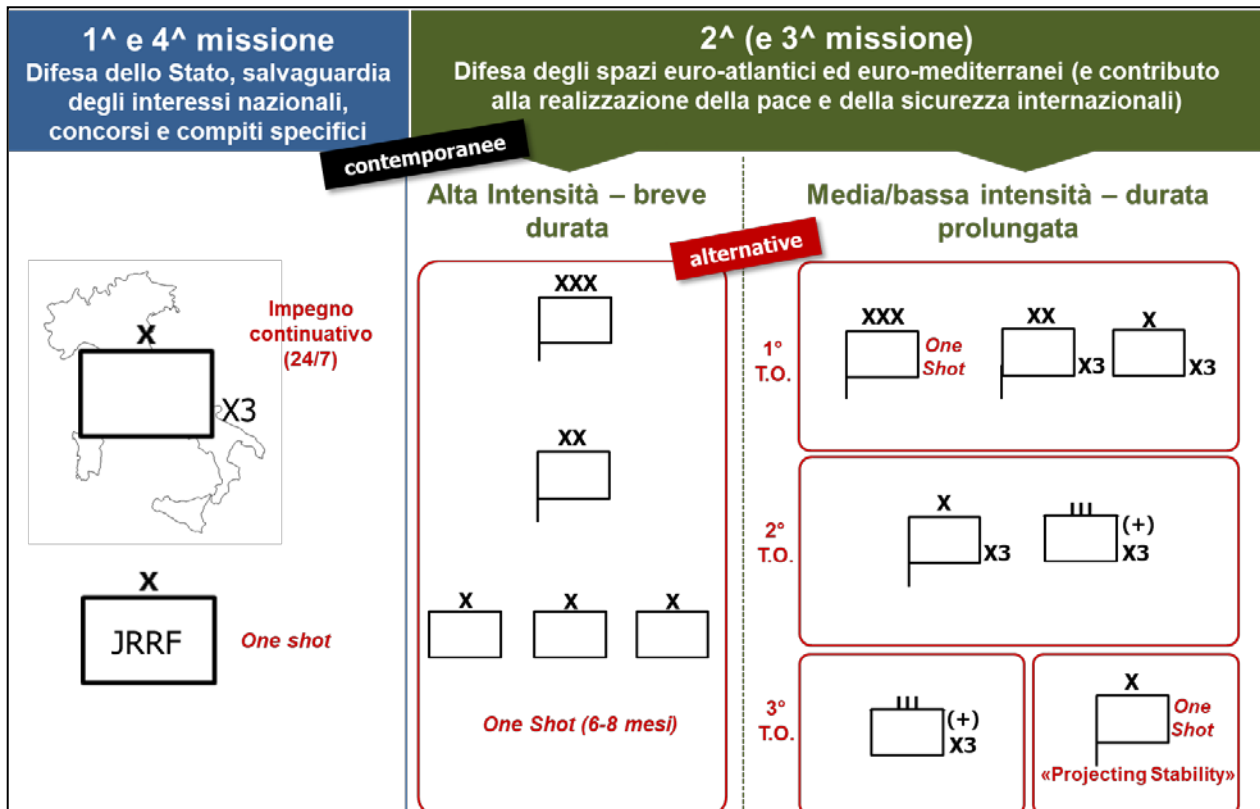 1^ e 4^ missione
Difesa dello Stato, salvaguardia
degli interessi nazionali,
concorsi e compiti specifici
2^ (e 3^ missione)
Difesa degli spazi euro-atlantici ed euro-mediterranei (e contributo
alla realizzazione della pace e della sicurezza internazionali)
contemporanee
Alta Intensità – breve
durata
Media/bassa intensità – durata
prolungata
alternative
X
X3
Impegno
continuativo
(24/7)
X
JRRF
One shot
XXX
XX
X X X
One Shot (6-8 mesi)
1°
T.O.
XXX
One
Shot
XX
X3
X
X3
2°
T.O.
X
X3
III
(+)
X3
3°
T.O.
III
(+)
X3
X
One
Shot
«Projecting Stability»